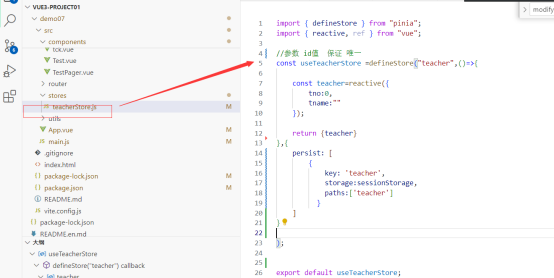 VUE3-PROJECT01
demo07
src
components
Test.vue
TestPager.vue
router
stores
teacherStore.js M
utils
App.vue M
main.js M
.gitignore
index.html
package-lock.json M
package.json M
README.md
vite.config.js
package-lock.json
README.en.md
大纲
useTeacherStore
defineStore("teacher") callback
teacher
modify
1 import { defineStore } from "pinia";
2 import { reactive, ref } from "vue";
3
4 //参数 id值 保证 唯一
5 const useTeacherStore =defineStore("teacher",()=>{
6
7 const teacher=reactive({
8 tno:0,
9 tname:""
10 });
11
12 return {teacher}
13 },{
14 persist: [
15 {
16 key: 'teacher',
17 storage:sessionStorage,
18 paths:['teacher']
19 }
20 ]
21 }
22
23 );
24
25
26 export default useTeacherStore;